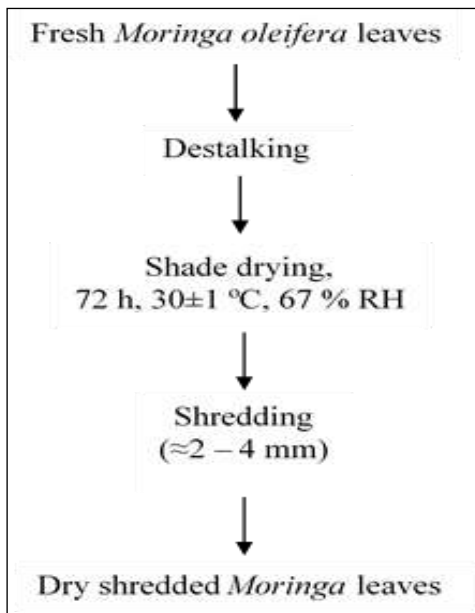 Fresh Moringa oleifera leaves
Destalking
Shade drying,
72 h, 30±1 ºC, 67 % RH
Shredding
(≈2 – 4 mm)
Dry shredded Moringa leaves